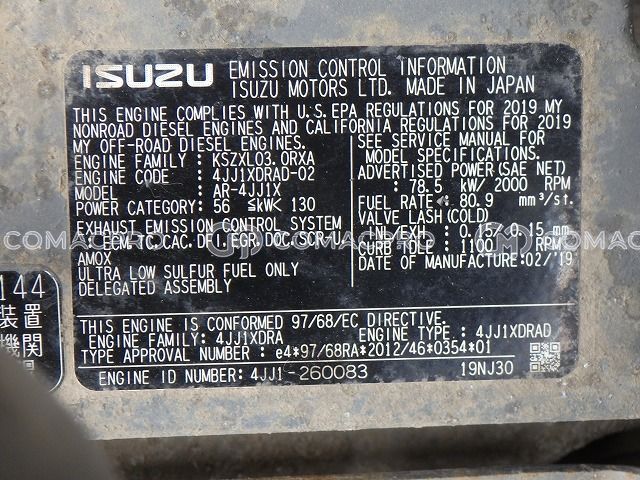 ISUZU EMISSION CONTROL INFORMATION
ISUZU MOTORS LTD. MADE IN JAPAN
THIS ENGINE COMPLIES WITH U.S.EPA REGULATIONS FOR 2019 MY
NONROAD DIESEL ENGINES AND CALIFORNIA REGULATIONS FOR 2019
MY OFF-ROAD DIESEL ENGINES.
ENGINE FAMILY : KSZXL03.0RXA
ENGINE CODE : 4JJ1XDRAD-02
MODEL : AR-4JJ1X
POWER CATEGORY: 56 ≦kW< 130
EXHAUST EMISSION CONTROL SYSTEM
: ECM.TC.CAC.DFI.EGR.DOC.SCR-U
AMOX
ULTRA LOW SULFUR FUEL ONLY
DELEGATED ASSEMBLY
SEE SERVICE MANUAL FOR
MODEL SPECIFICATION.
ADVERTISED POWER(SAE NET)
: 78.5 kW/ 2000 RPM
FUEL RATE: 80.9 mm³/st.
VALVE LASH (COLD)
: IN/EXH 0.15/ 0.15 mm
CURB IDLE : 1100 RPM
DATE OF MANUFACTURE:02/'19
THIS ENGINE IS CONFORMED 97/68/EC DIRECTIVE.
ENGINE FAMILY: 4JJ1XDRA ENGINE TYPE : 4JJ1XDRAD
TYPE APPROVAL NUMBER : e4*97/68RA*2012/46*0354*01
ENGINE ID NUMBER: 4JJ1-260083 19NJ30
144
装置
機関
COMACPRO COMACPRO COMACPRO